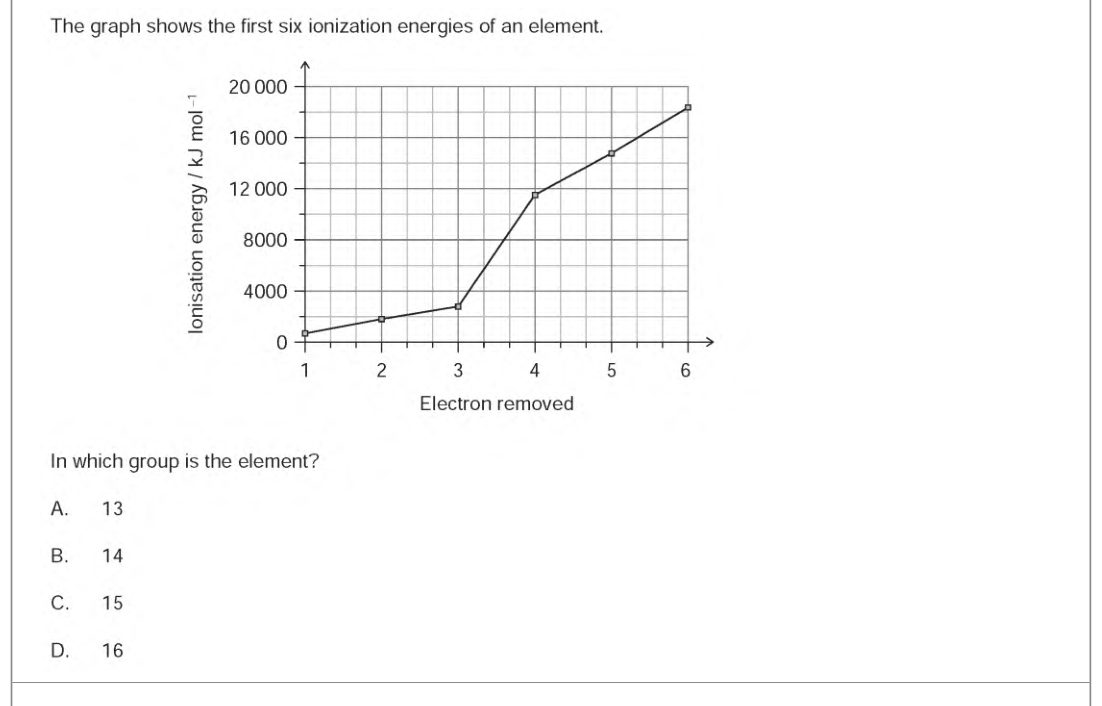 The graph shows the first six ionization energies of an element.
20 000
16 000
12 000
8000
4000
0
Ionisation energy / kJ mol⁻¹
1 2 3 4 5 6
Electron removed
In which group is the element?
A. 13
B. 14
C. 15
D. 16